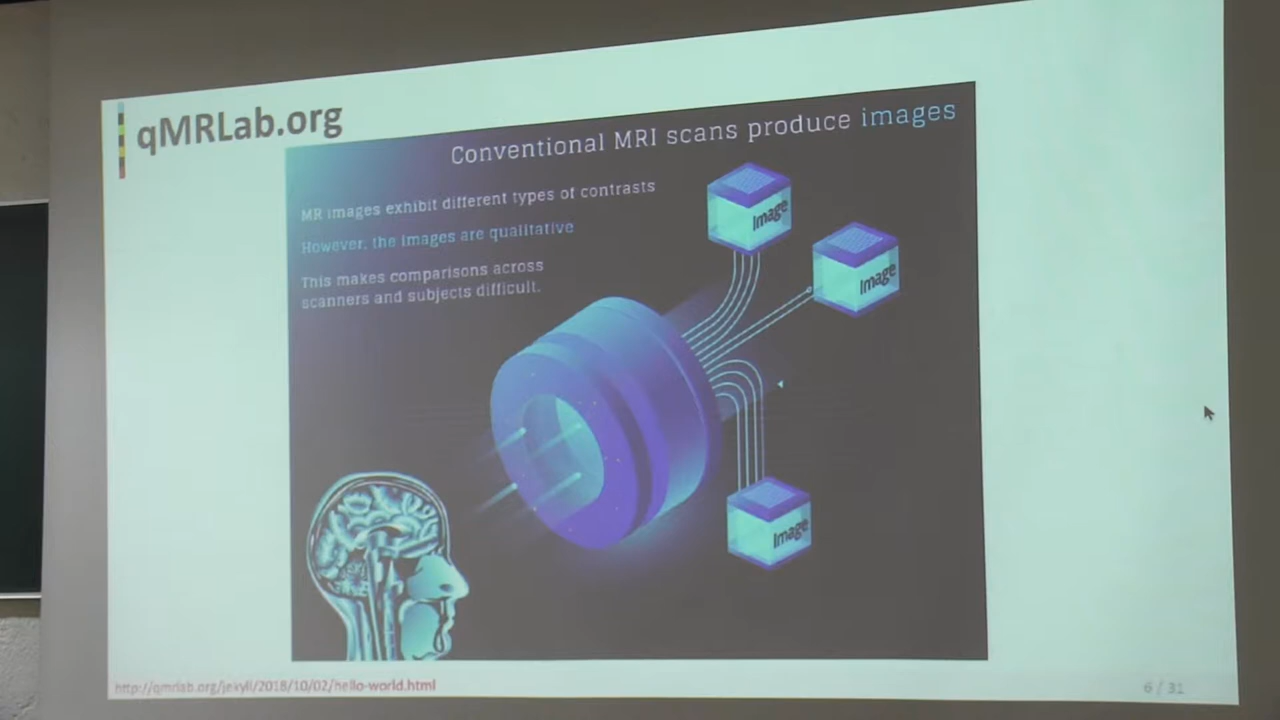 qMRLab.org
Conventional MRI scans produce images
MR images exhibit different types of contrasts
However, the images are qualitative
This makes comparisons across
scanners and subjects difficult.
Image
Image
Image
http://qmrlab.org/jekyll/2018/10/02/hello-world.html
6 / 31